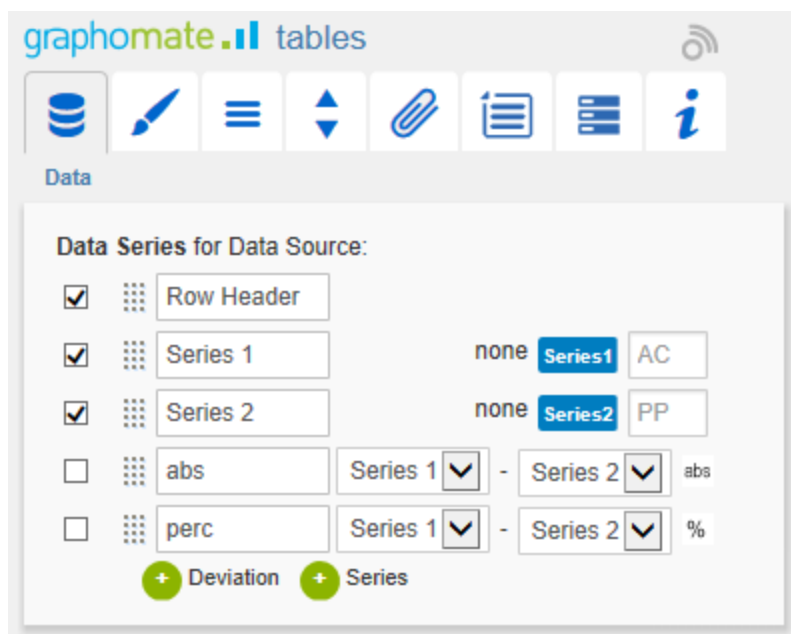 graphomate tables
Data
Data Series for Data Source:
Row Header
Series 1 none Series1 AC
Series 2 none Series2 PP
abs Series 1 - Series 2 abs
perc Series 1 - Series 2 %
+ Deviation + Series